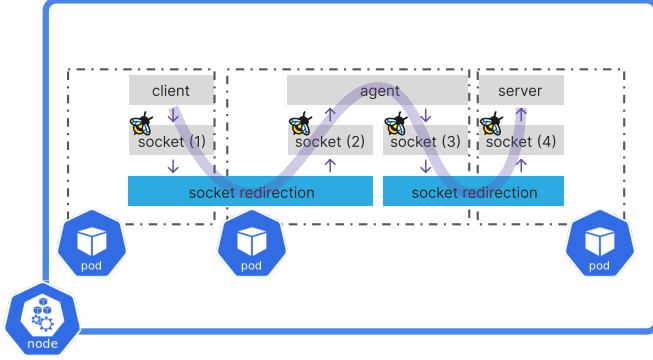 client
agent
server
socket (1)
socket (2)
socket (3)
socket (4)
socket redirection
socket redirection
pod
pod
pod
node